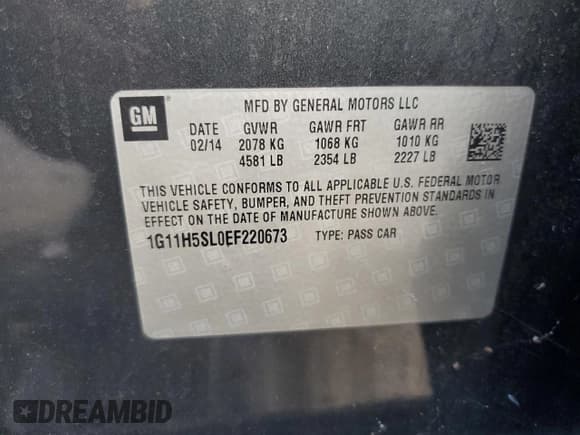 GM
MFD BY GENERAL MOTORS LLC
DATE GVWR GAWR FRT GAWR RR
02/14 2078 KG 1068 KG 1010 KG
4581 LB 2354 LB 2227 LB
THIS VEHICLE CONFORMS TO ALL APPLICABLE U.S. FEDERAL MOTOR
VEHICLE SAFETY, BUMPER, AND THEFT PREVENTION STANDARDS IN
EFFECT ON THE DATE OF MANUFACTURE SHOWN ABOVE.
1G11H5SL0EF220673 TYPE: PASS CAR
DREAMBID